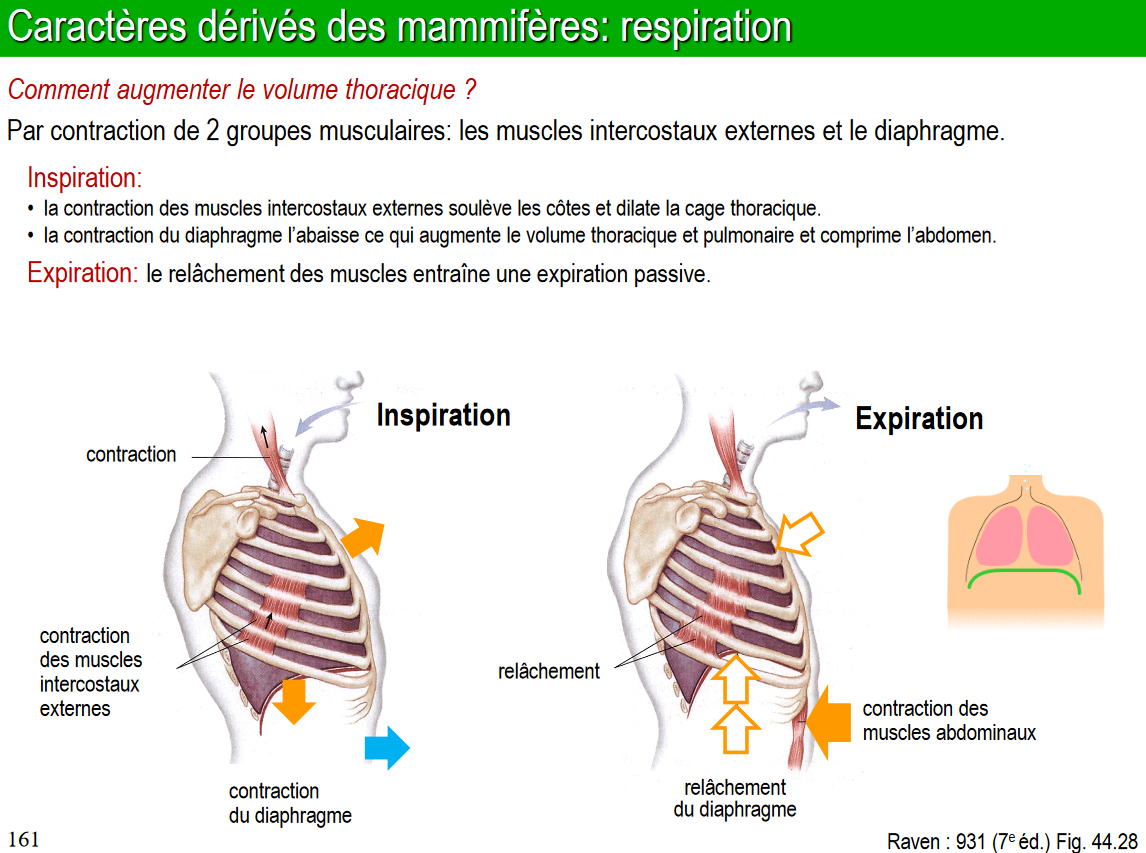 Caractères dérivés des mammifères: respiration
Comment augmenter le volume thoracique ?
Par contraction de 2 groupes musculaires: les muscles intercostaux externes et le diaphragme.
Inspiration:
• la contraction des muscles intercostaux externes soulève les côtes et dilate la cage thoracique.
• la contraction du diaphragme l’abaisse ce qui augmente le volume thoracique et pulmonaire et comprime l’abdomen.
Expiration: le relâchement des muscles entraîne une expiration passive.
Inspiration
contraction
contraction
des muscles
intercostaux
externes
contraction
du diaphragme
Expiration
relâchement
contraction des
muscles abdominaux
relâchement
du diaphragme
161
Raven : 931 (7e éd.) Fig. 44.28